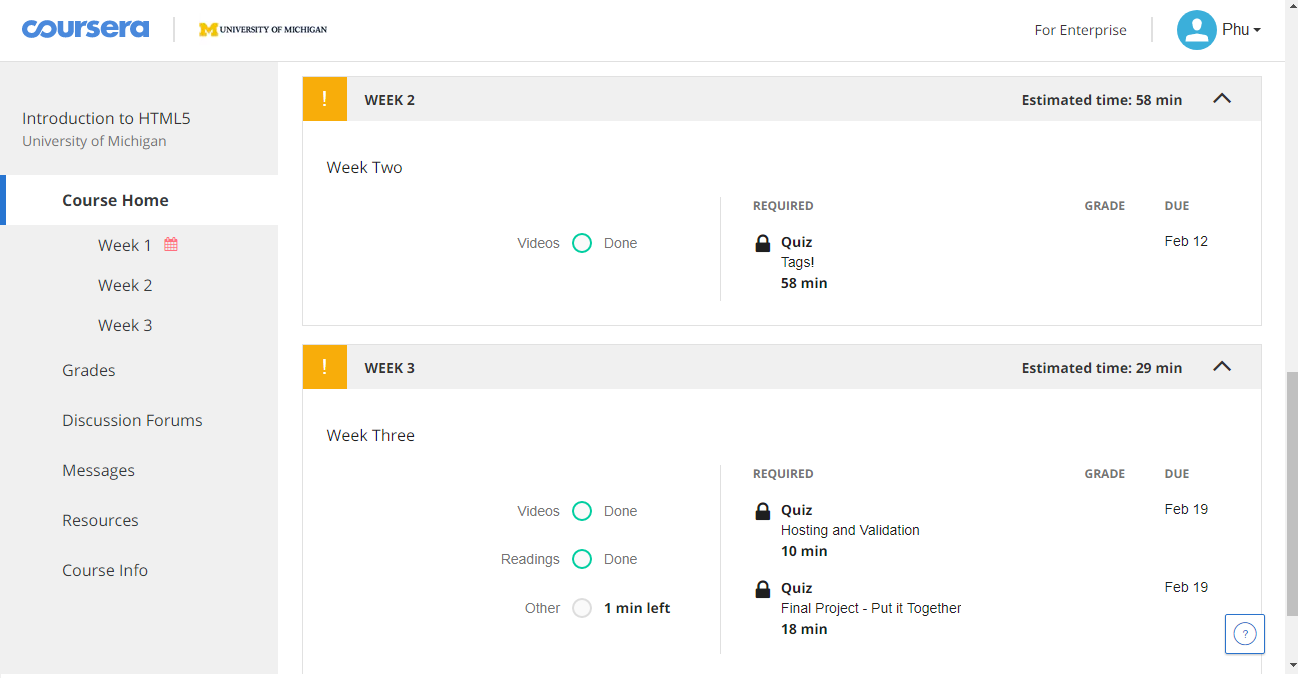 coursera
M UNIVERSITY OF MICHIGAN
For Enterprise
Phu
Introduction to HTML5
University of Michigan
Course Home
Week 1
Week 2
Week 3
Grades
Discussion Forums
Messages
Resources
Course Info
! WEEK 2 Estimated time: 58 min
Week Two
REQUIRED GRADE DUE
Videos Done
Quiz Feb 12
Tags!
58 min
! WEEK 3 Estimated time: 29 min
Week Three
REQUIRED GRADE DUE
Videos Done
Readings Done
Other 1 min left
Quiz Feb 19
Hosting and Validation
10 min
Quiz Feb 19
Final Project - Put it Together
18 min
?